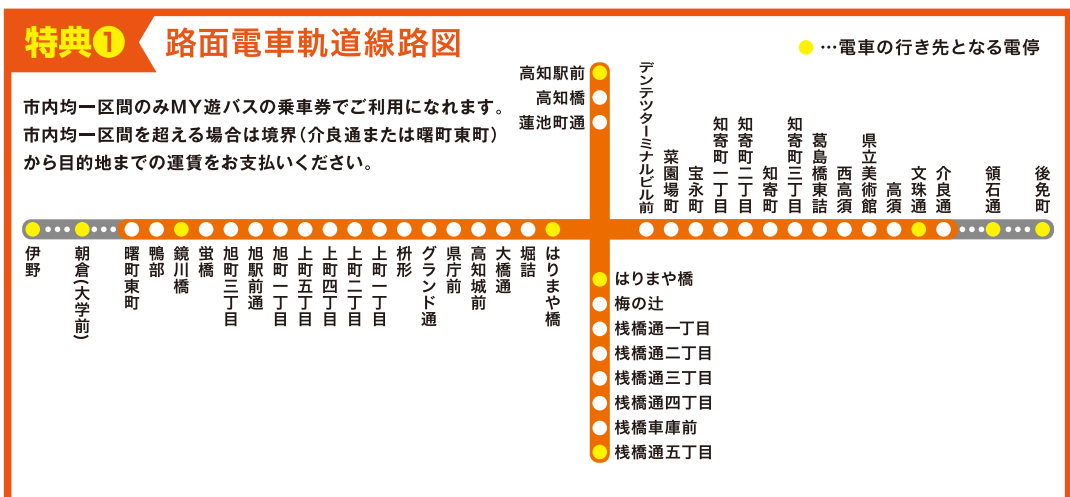 特典❶
路面電車軌道線路図
●…電車の行き先となる電停
市内均一区間のみMY遊バスの乗車券でご利用になれます。
市内均一区間を超える場合は境界(介良通または曙町東町)
から目的地までの運賃をお支払いください。
高知駅前
高知橋
蓮池町通
伊野
朝倉(大学前)
曙町東町
鴨部
鏡川橋
蛍橋
旭町三丁目
旭駅前通
旭町一丁目
上町五丁目
上町四丁目
上町二丁目
上町一丁目
枡形
グランド通
県庁前
高知城前
大橋通
堀詰
はりまや橋
デンテツターミナルビル前
菜園場町
宝永町
知寄町一丁目
知寄町二丁目
知寄町
知寄町三丁目
葛島橋東詰
西高須
県立美術館
高須
文珠通
介良通
領石通
後免町
はりまや橋
梅の辻
桟橋通一丁目
桟橋通二丁目
桟橋通三丁目
桟橋通四丁目
桟橋車庫前
桟橋通五丁目